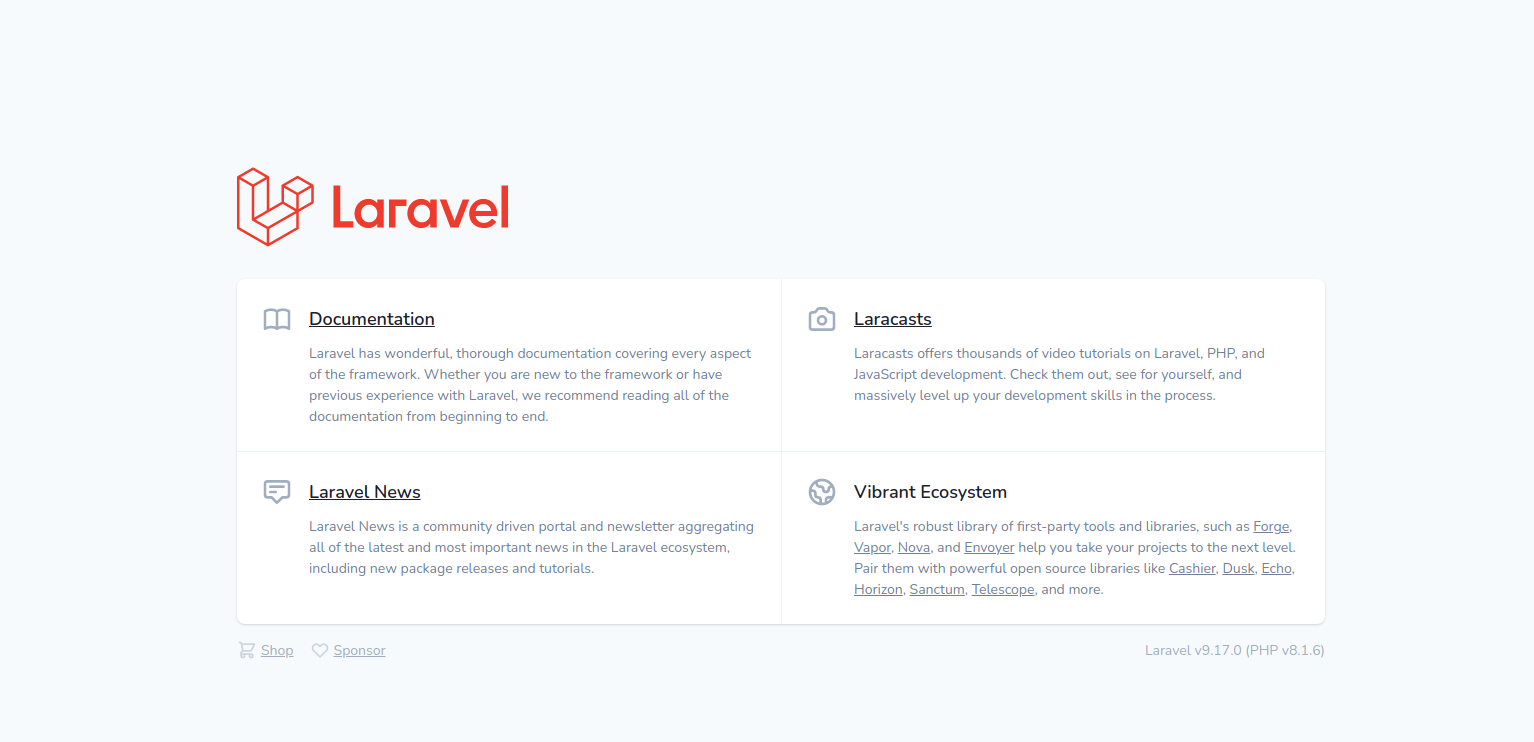 Laravel
Documentation
Laravel has wonderful, thorough documentation covering every aspect
of the framework. Whether you are new to the framework or have
previous experience with Laravel, we recommend reading all of the
documentation from beginning to end.
Laracasts
Laracasts offers thousands of video tutorials on Laravel, PHP, and
JavaScript development. Check them out, see for yourself, and
massively level up your development skills in the process.
Laravel News
Laravel News is a community driven portal and newsletter aggregating
all of the latest and most important news in the Laravel ecosystem,
including new package releases and tutorials.
Vibrant Ecosystem
Laravel's robust library of first-party tools and libraries, such as Forge,
Vapor, Nova, and Envoyer help you take your projects to the next level.
Pair them with powerful open source libraries like Cashier, Dusk, Echo,
Horizon, Sanctum, Telescope, and more.
Shop Sponsor
Laravel v9.17.0 (PHP v8.1.6)